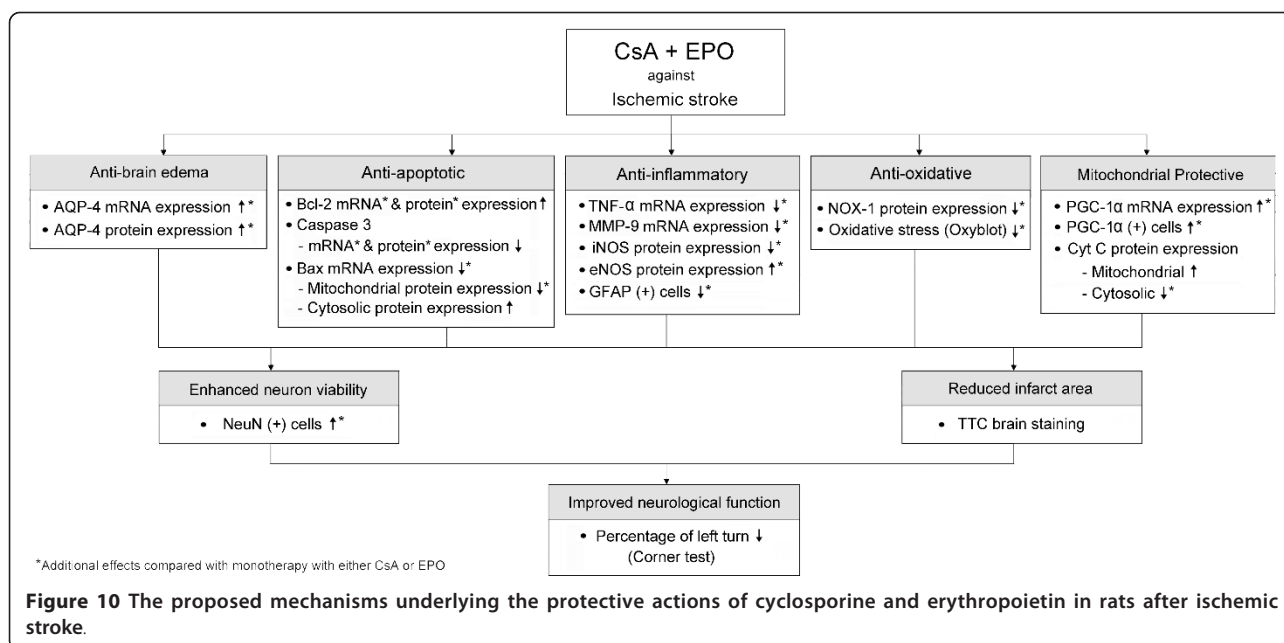 CsA + EPO
against
Ischemic stroke
Anti-brain edema
• AQP-4 mRNA expression ↑*
• AQP-4 protein expression ↑*
Anti-apoptotic
• Bcl-2 mRNA* & protein* expression ↑
• Caspase 3
- mRNA* & protein* expression ↓
• Bax mRNA expression ↓*
- Mitochondrial protein expression ↓*
- Cytosolic protein expression ↑
Anti-inflammatory
• TNF-α mRNA expression ↓*
• MMP-9 mRNA expression ↓*
• iNOS protein expression ↓*
• eNOS protein expression ↑*
• GFAP (+) cells ↓*
Anti-oxidative
• NOX-1 protein expression ↓*
• Oxidative stress (Oxyblot) ↓*
Mitochondrial Protective
• PGC-1α mRNA expression ↑*
• PGC-1α (+) cells ↑*
• Cyt C protein expression
- Mitochondrial ↑
- Cytosolic ↓*
Enhanced neuron viability
• NeuN (+) cells ↑*
Reduced infarct area
• TTC brain staining
Improved neurological function
• Percentage of left turn ↓
(Corner test)
*Additional effects compared with monotherapy with either CsA or EPO
Figure 10 The proposed mechanisms underlying the protective actions of cyclosporine and erythropoietin in rats after ischemic
stroke.